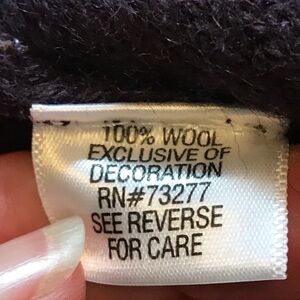 100% WOOL
EXCLUSIVE OF
DECORATION
RN#73277
SEE REVERSE
FOR CARE